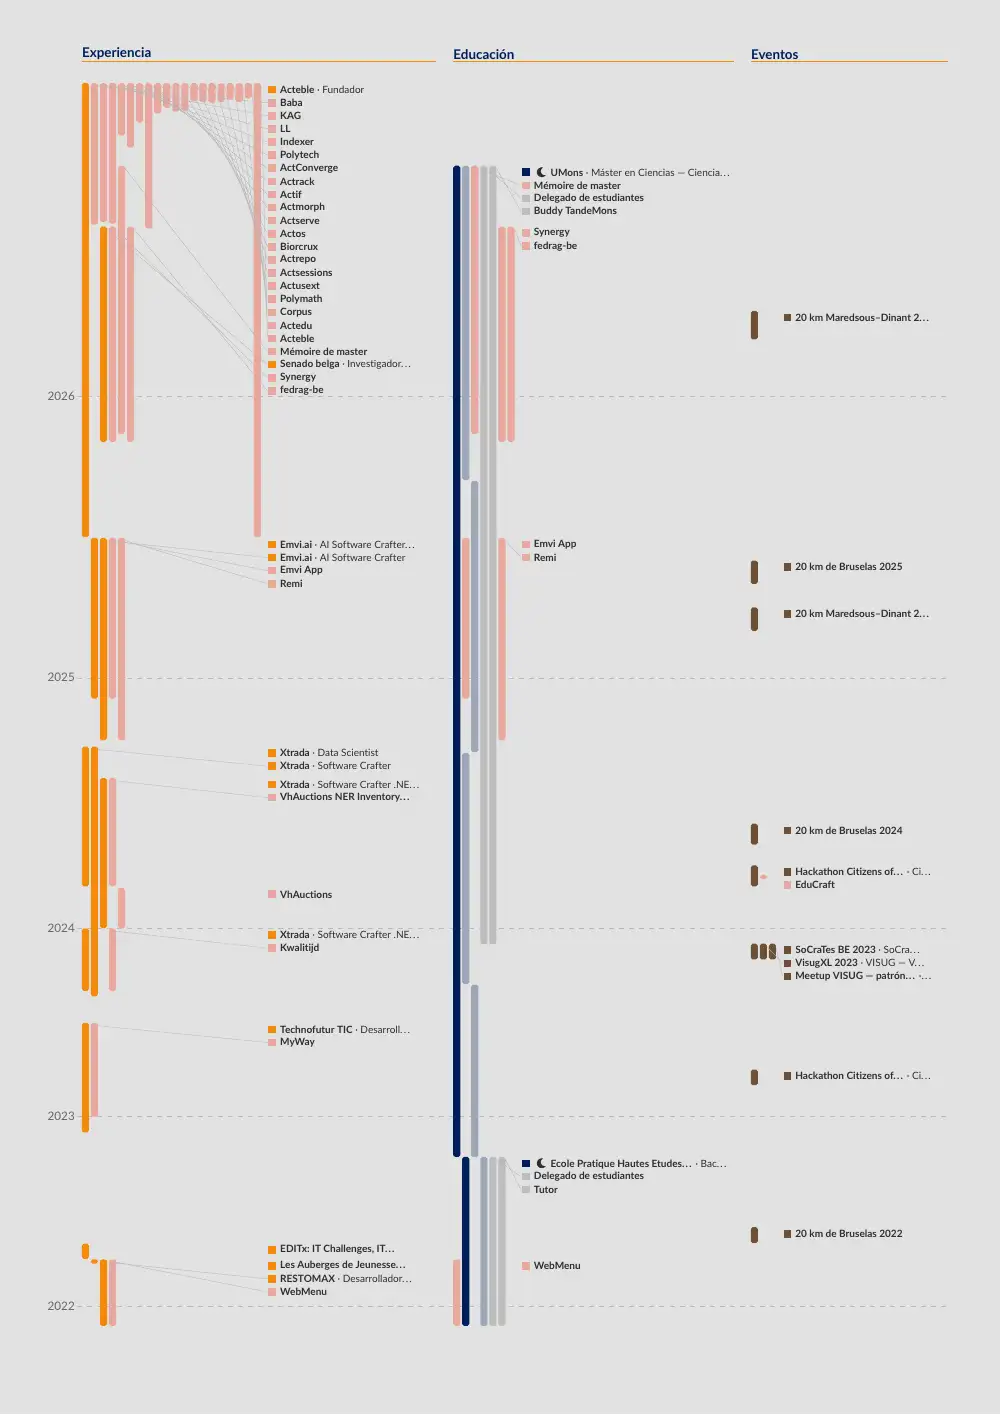 Experiencia
Acteble · Fundador
Baba
KAG
LL
Indexer
Polytech
ActConverge
Actrack
Actif
Actmorph
Actserve
Actos
Biorcrux
Actrepo
Actsessions
Actusext
Polymath
Corpus
Actedu
Acteble
Mémoire de master
Senado belga · Investigador…
Synergy
fedrag-be
2026
Emvi.ai · AI Software Crafter…
Emvi.ai · AI Software Crafter
Emvi App
Remi
2025
Xtrada · Data Scientist
Xtrada · Software Crafter
Xtrada · Software Crafter .NE…
VhAuctions NER Inventory…
VhAuctions
2024
Xtrada · Software Crafter .NE…
Kwalitijd
Technofutur TIC · Desarroll…
MyWay
2023
EDITx: IT Challenges, IT…
Les Auberges de Jeunesse…
RESTOMAX · Desarrollador…
WebMenu
2022
Educación
UMons · Máster en Ciencias — Ciencia…
Mémoire de master
Delegado de estudiantes
Buddy TandeMons
Synergy
fedrag-be
Emvi App
Remi
Ecole Pratique Hautes Etudes… · Bac…
Delegado de estudiantes
Tutor
WebMenu
Eventos
20 km Maredsous–Dinant 2…
20 km de Bruselas 2025
20 km Maredsous–Dinant 2…
20 km de Bruselas 2024
Hackathon Citizens of… · Ci…
EduCraft
SoCraTes BE 2023 · SoCra…
VisugXL 2023 · VISUG — V…
Meetup VISUG — patrón… ·…
Hackathon Citizens of… · Ci…
20 km de Bruselas 2022